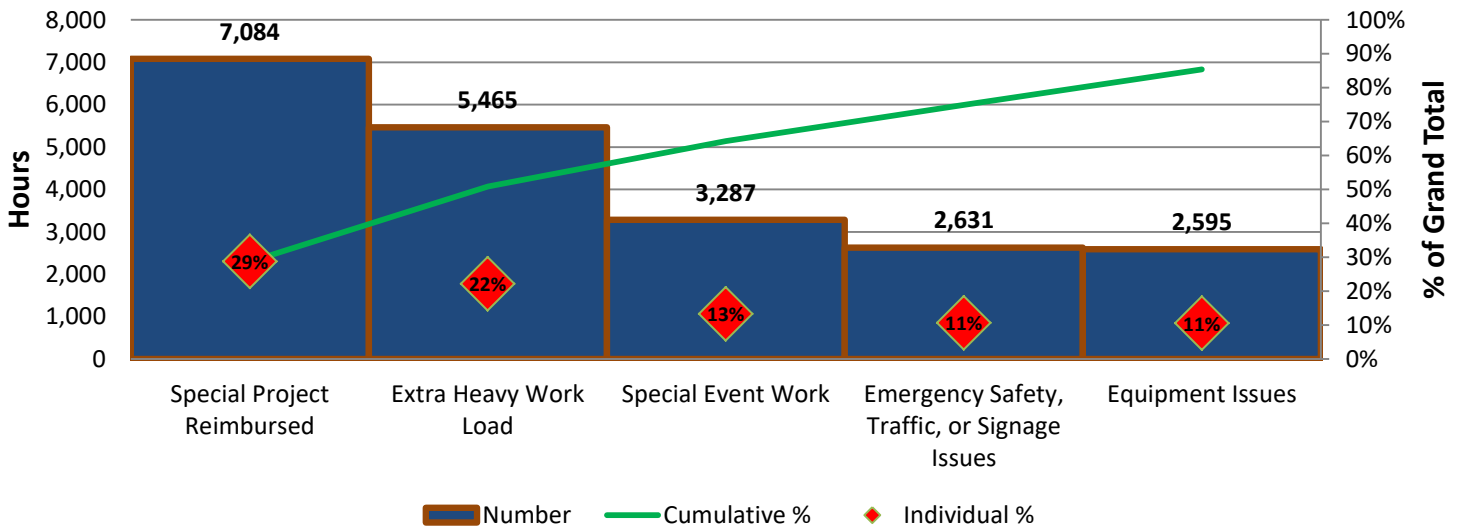 8,000
7,000
6,000
5,000
4,000
3,000
2,000
1,000
0
Hours
7,084
5,465
3,287
2,631
2,595
29%
22%
13%
11%
11%
100%
90%
80%
70%
60%
50%
40%
30%
20%
10%
0%
% of Grand Total
Special Project
Reimbursed
Extra Heavy Work
Load
Special Event Work
Emergency Safety,
Traffic, or Signage
Issues
Equipment Issues
Number
Cumulative %
Individual %